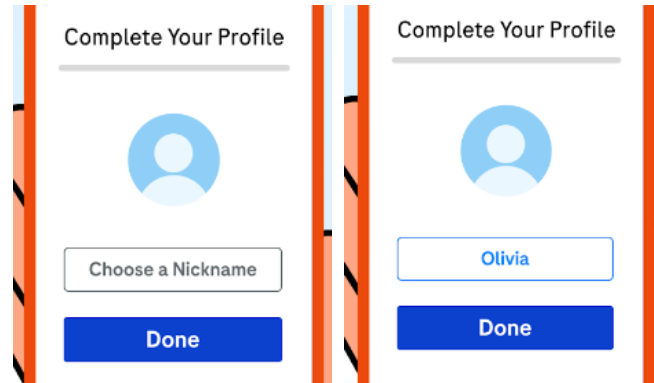 Complete Your Profile
Choose a Nickname
Done
Complete Your Profile
Olivia
Done